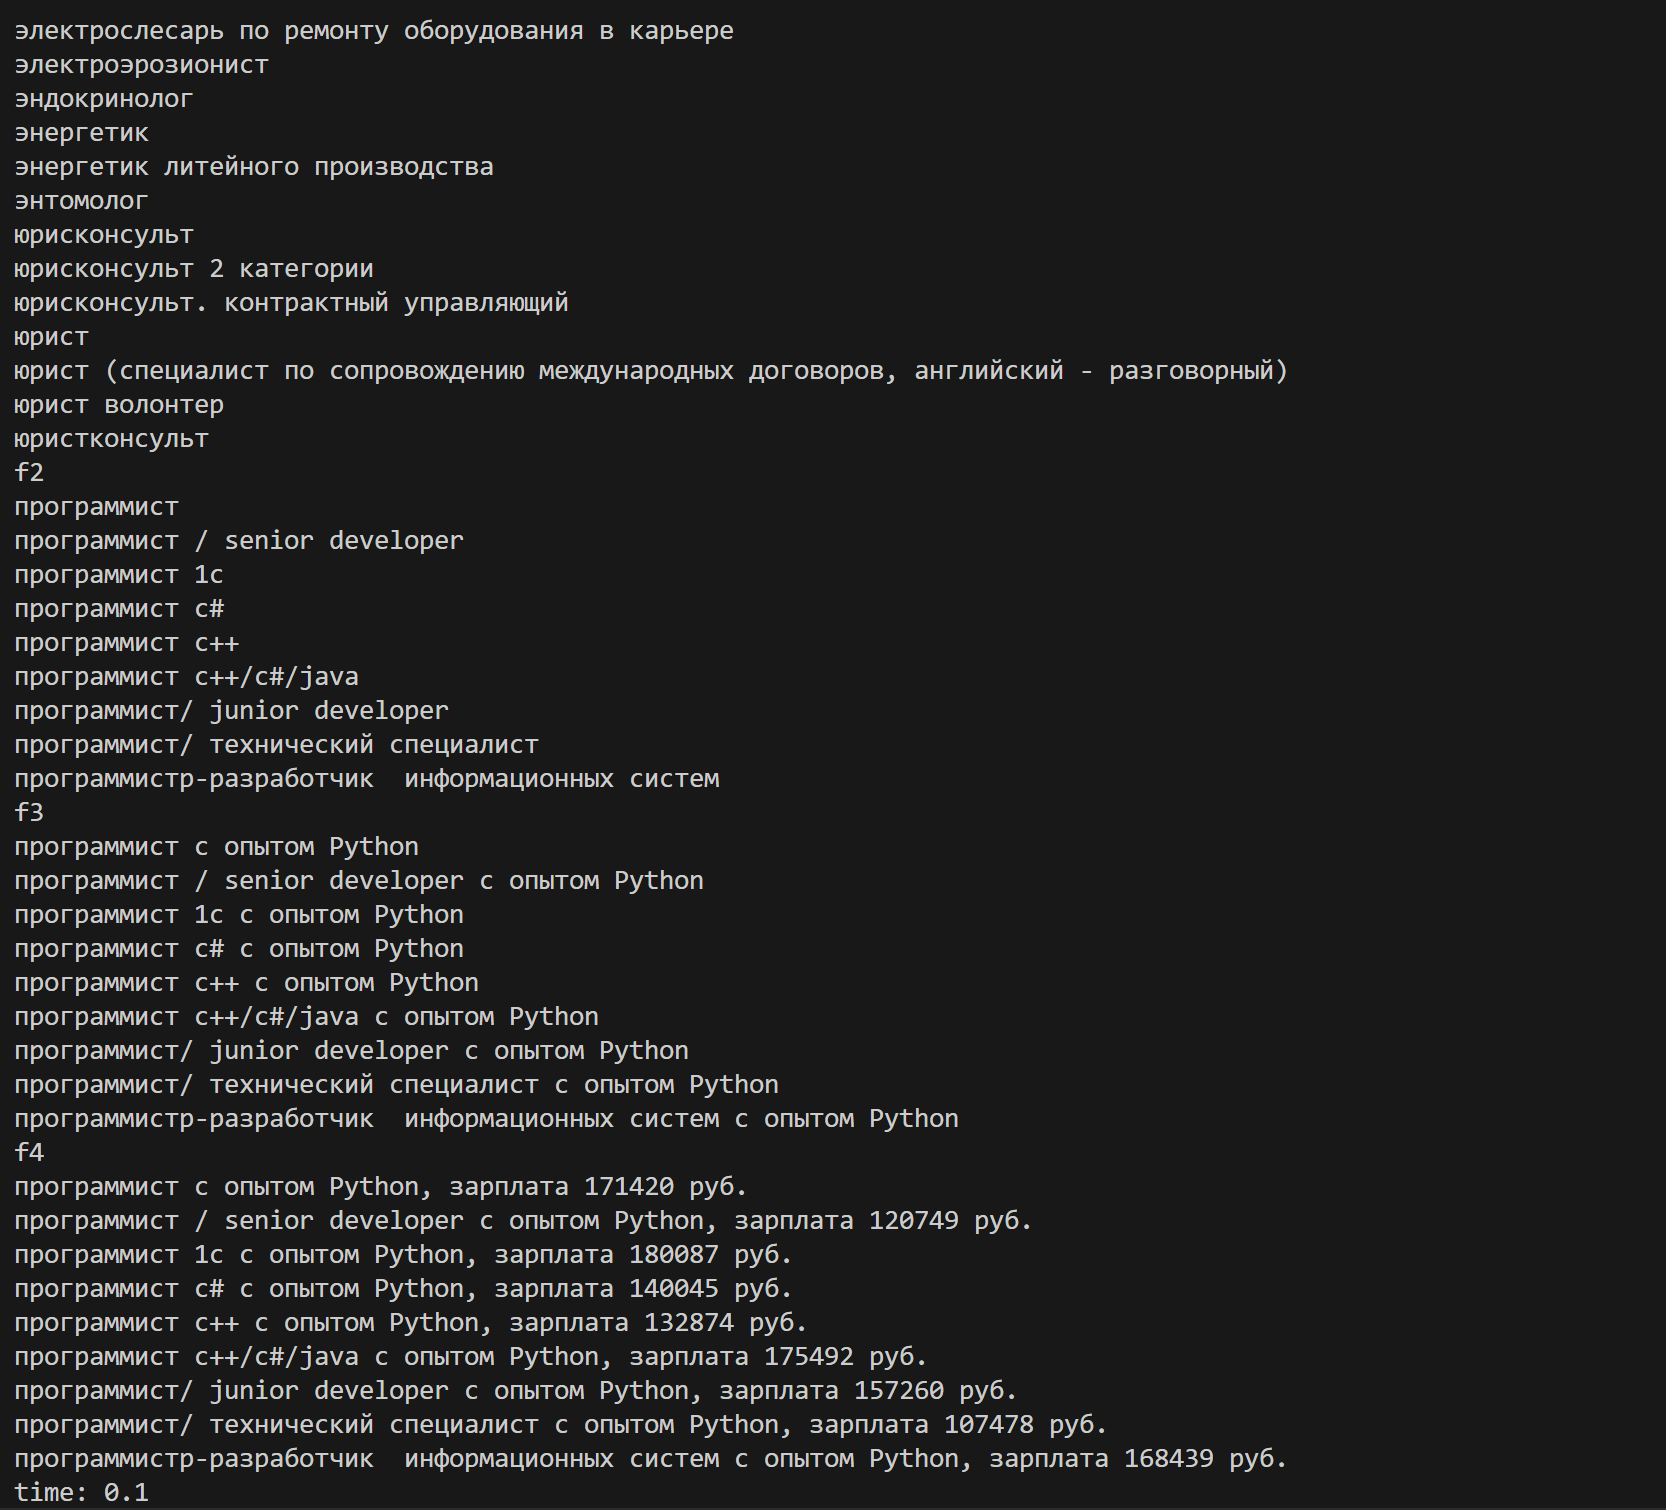 электрослесарь по ремонту оборудования в карьере
электроэрозионист
эндокринолог
энергетик
энергетик литейного производства
энтомолог
юрисконсульт
юрисконсульт 2 категории
юрисконсульт. контрактный управляющий
юрист
юрист (специалист по сопровождению международных договоров, английский - разговорный)
юрист волонтер
юристконсульт
f2
программист
программист / senior developer
программист 1с
программист c#
программист c++
программист c++/c#/java
программист/ junior developer
программист/ технический специалист
программистр-разработчик  информационных систем
f3
программист с опытом Python
программист / senior developer с опытом Python
программист 1с с опытом Python
программист c# с опытом Python
программист c++ с опытом Python
программист c++/c#/java с опытом Python
программист/ junior developer с опытом Python
программист/ технический специалист с опытом Python
программистр-разработчик  информационных систем с опытом Python
f4
программист с опытом Python, зарплата 171420 руб.
программист / senior developer с опытом Python, зарплата 120749 руб.
программист 1с с опытом Python, зарплата 180087 руб.
программист c# с опытом Python, зарплата 140045 руб.
программист c++ с опытом Python, зарплата 132874 руб.
программист c++/c#/java с опытом Python, зарплата 175492 руб.
программист/ junior developer с опытом Python, зарплата 157260 руб.
программист/ технический специалист с опытом Python, зарплата 107478 руб.
программистр-разработчик  информационных систем с опытом Python, зарплата 168439 руб.
time: 0.1